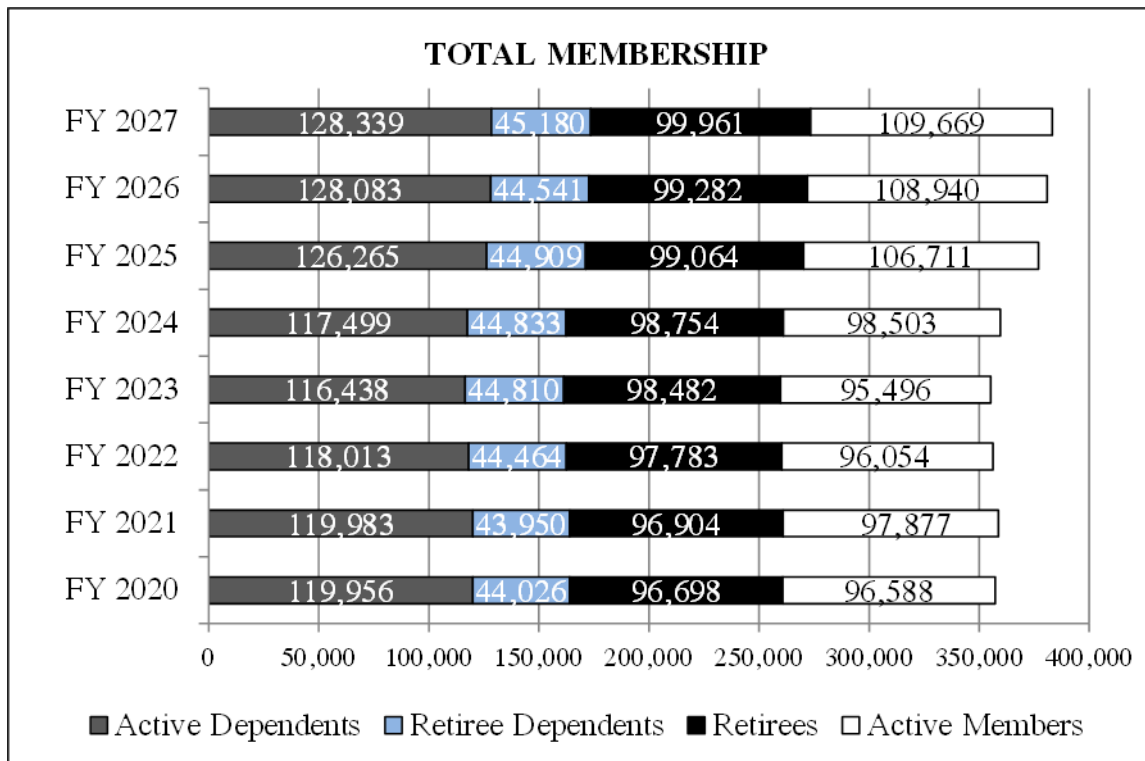 TOTAL MEMBERSHIP
FY 2027 128,339 45,180 99,961 109,669
FY 2026 128,083 44,541 99,282 108,940
FY 2025 126,265 44,909 99,064 106,711
FY 2024 117,499 44,833 98,754 98,503
FY 2023 116,438 44,810 98,482 95,496
FY 2022 118,013 44,464 97,783 96,054
FY 2021 119,983 43,950 96,904 97,877
FY 2020 119,956 44,026 96,698 96,588
0 50,000 100,000 150,000 200,000 250,000 300,000 350,000 400,000
Active Dependents Retiree Dependents Retirees Active Members